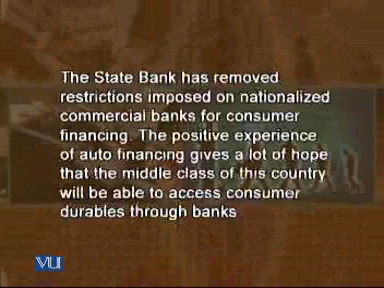 The State Bank has removed
restrictions imposed on nationalized
commercial banks for consumer
financing. The positive experience
of auto financing gives a lot of hope
that the middle class of this country
will be able to access consumer
durables through banks
VU